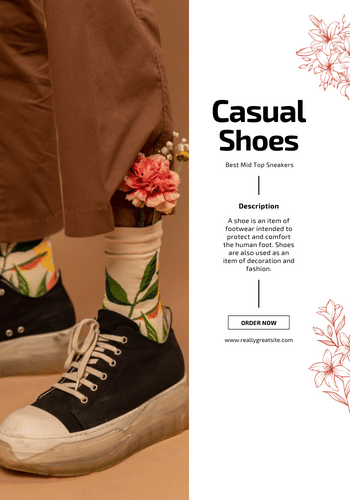 Casual
Shoes
Best Mid Top Sneakers
Description
A shoe is an item of
footwear intended to
protect and comfort
the human foot. Shoes
are also used as an
item of decoration and
fashion.
ORDER NOW
www.reallygreatsite.com